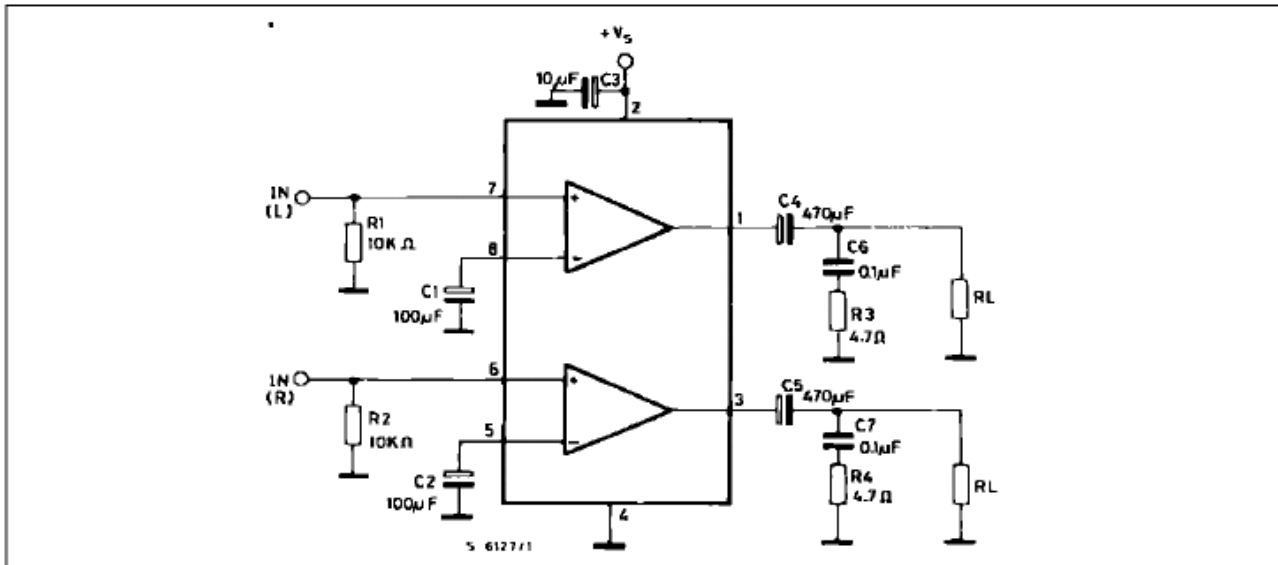 +Vs
10µF
C3
2
IN
(L)
7
R1
10KΩ
8
C1
100µF
+
−
1
C4
470µF
C6
0.1µF
R3
4.7Ω
RL
IN
(R)
6
R2
10KΩ
5
C2
100µF
+
−
3
C5
470µF
C7
0.1µF
R4
4.7Ω
RL
4
S 6127/1